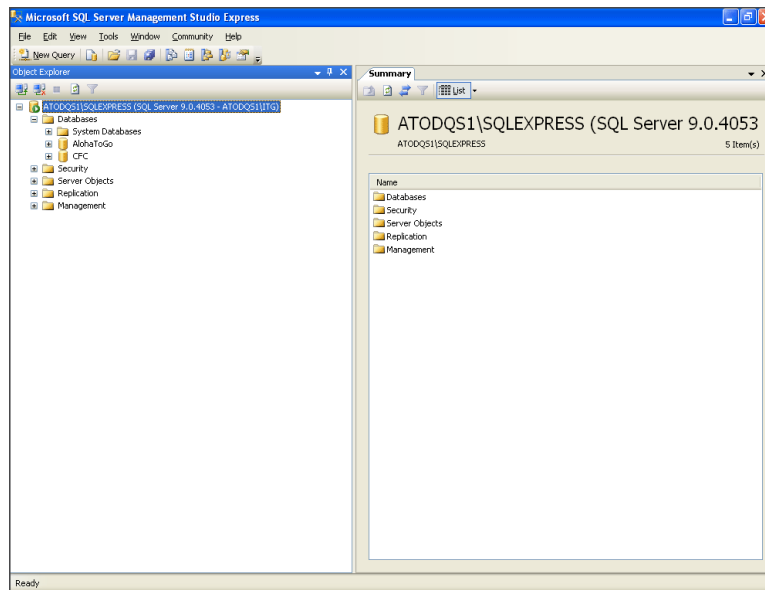 Microsoft SQL Server Management Studio Express
File Edit View Tools Window Community Help
New Query
Object Explorer
ATODQS1\SQLEXPRESS (SQL Server 9.0.4053 - ATODQS1\ITG)
Databases
System Databases
AlohaToGo
CFC
Security
Server Objects
Replication
Management
Summary
List
ATODQS1\SQLEXPRESS (SQL Server 9.0.4053
ATODQS1\SQLEXPRESS 5 Item(s)
Name
Databases
Security
Server Objects
Replication
Management
Ready